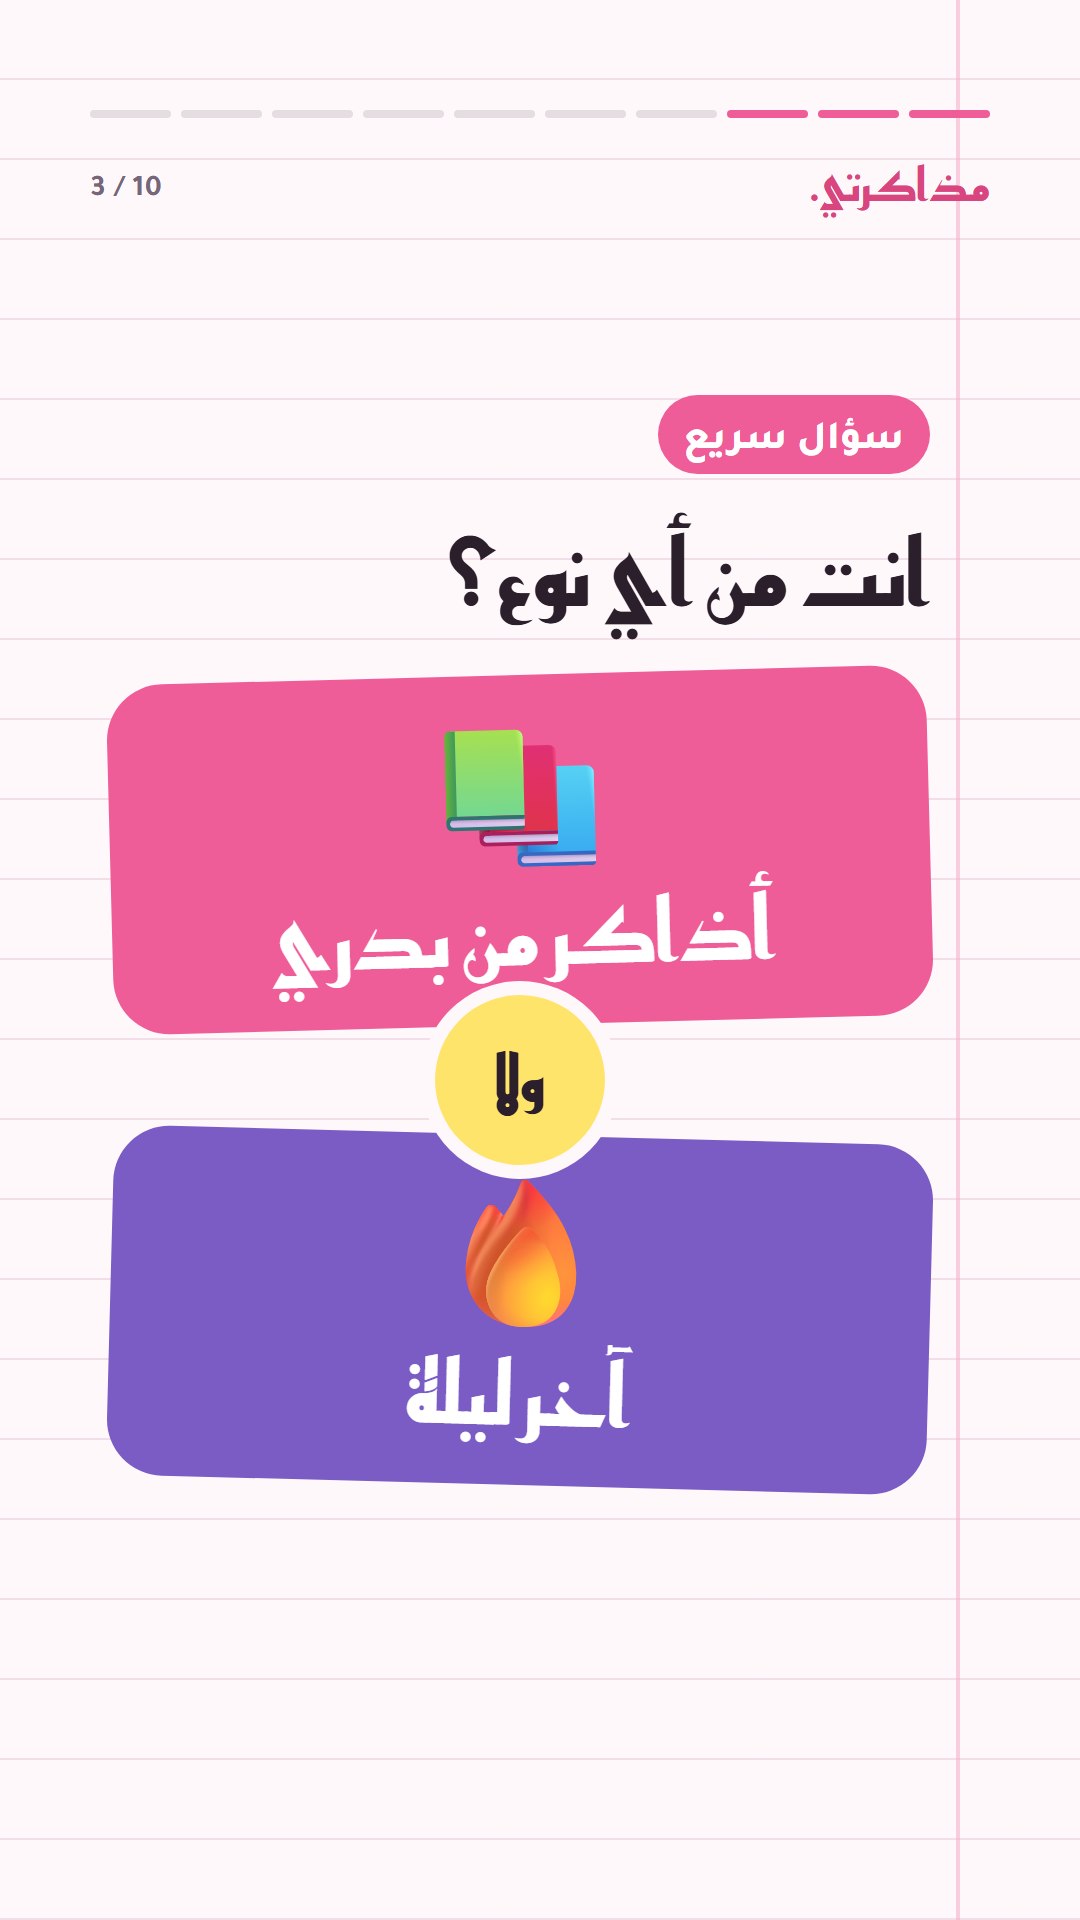 مذاكرتي.
3 / 10
سؤال سريع
انت من أي نوع؟
أذاكر من بدري
ولا
آخر ليلة